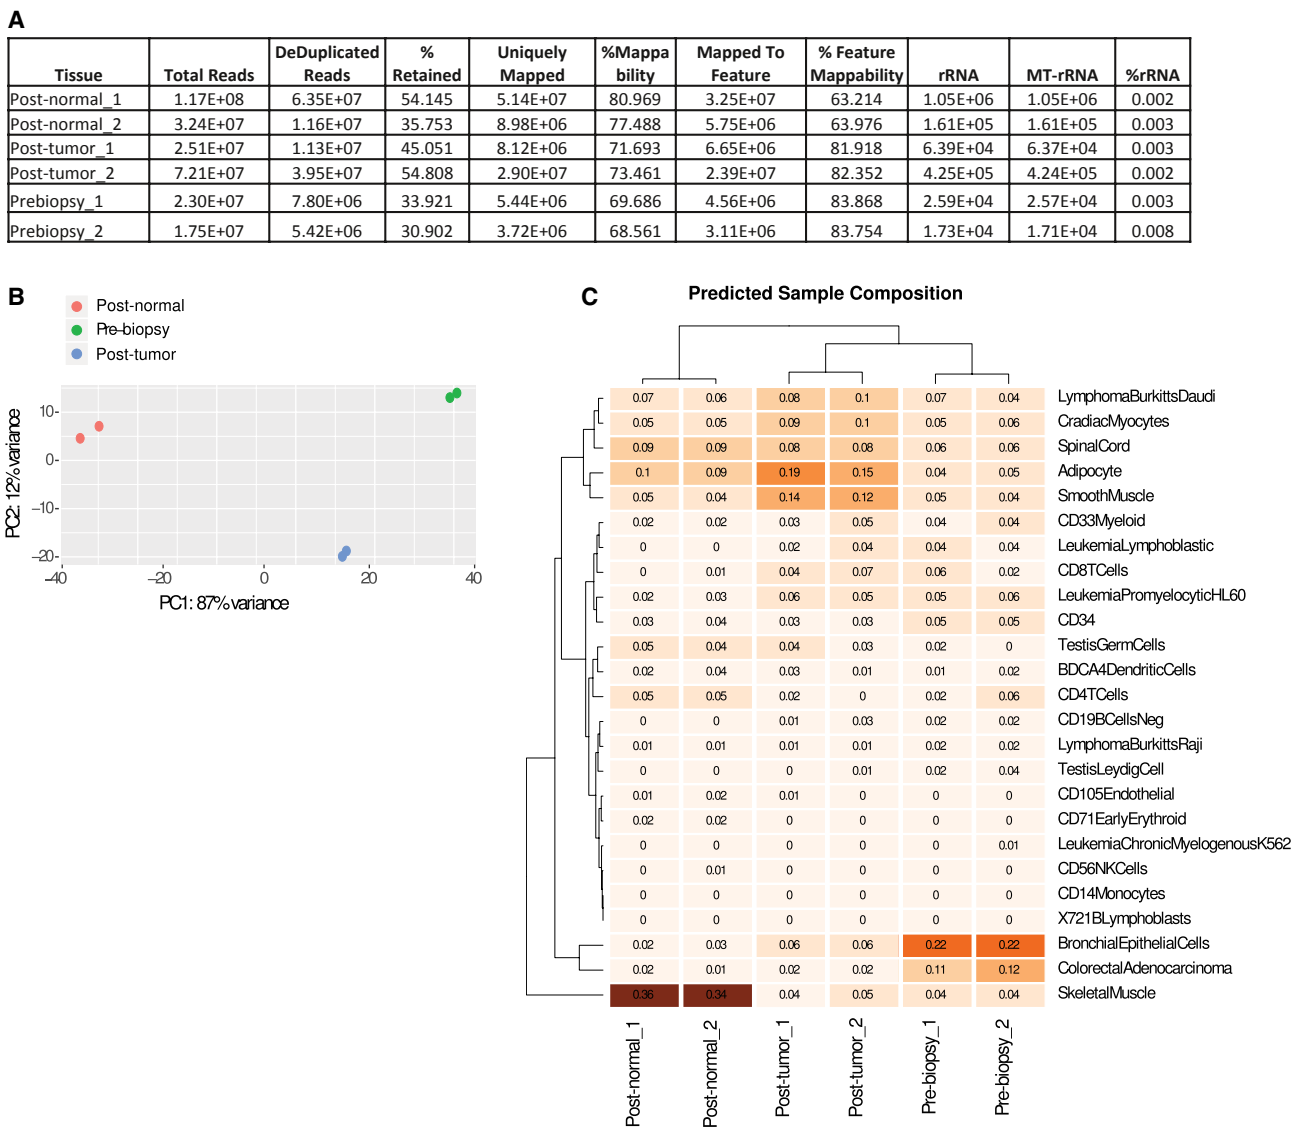 A
Tissue Total Reads DeDuplicated Reads % Retained Uniquely Mapped %Mappa bility Mapped To Feature % Feature Mappability rRNA MT-rRNA %rRNA
Post-normal_1 1.17E+08 6.35E+07 54.145 5.14E+07 80.969 3.25E+07 63.214 1.05E+06 1.05E+06 0.002
Post-normal_2 3.24E+07 1.16E+07 35.753 8.98E+06 77.488 5.75E+06 63.976 1.61E+05 1.61E+05 0.003
Post-tumor_1 2.51E+07 1.13E+07 45.051 8.12E+06 71.693 6.65E+06 81.918 6.39E+04 6.37E+04 0.003
Post-tumor_2 7.21E+07 3.95E+07 54.808 2.90E+07 73.461 2.39E+07 82.352 4.25E+05 4.24E+05 0.002
Prebiopsy_1 2.30E+07 7.80E+06 33.921 5.44E+06 69.686 4.56E+06 83.868 2.59E+04 2.57E+04 0.003
Prebiopsy_2 1.75E+07 5.42E+06 30.902 3.72E+06 68.561 3.11E+06 83.754 1.73E+04 1.71E+04 0.008
B
Post-normal
Pre-biopsy
Post-tumor
PC2: 12% variance
10
0
-10
-20
-40 -20 0 20 40
PC1: 87% variance
C
Predicted Sample Composition
0.07 0.06 0.08 0.1 0.07 0.04 LymphomaBurkittsDaudi
0.05 0.05 0.09 0.1 0.05 0.06 CradiacMyocytes
0.09 0.09 0.08 0.08 0.06 0.06 SpinalCord
0.1 0.09 0.19 0.15 0.04 0.05 Adipocyte
0.05 0.04 0.14 0.12 0.05 0.04 SmoothMuscle
0.02 0.02 0.03 0.05 0.04 0.04 CD33Myeloid
0 0 0.02 0.04 0.04 0.04 LeukemiaLymphoblastic
0 0.01 0.04 0.07 0.06 0.02 CD8TCells
0.02 0.03 0.06 0.05 0.05 0.06 LeukemiaPromyelocyticHL60
0.03 0.04 0.03 0.03 0.05 0.05 CD34
0.05 0.04 0.04 0.03 0.02 0 TestisGermCells
0.02 0.04 0.03 0.01 0.01 0.02 BDCA4DendriticCells
0.05 0.05 0.02 0 0.02 0.06 CD4TCells
0 0 0.01 0.03 0.02 0.02 CD19BCellsNeg
0.01 0.01 0.01 0.01 0.02 0.02 LymphomaBurkittsRaji
0 0 0 0.01 0.02 0.04 TestisLeydigCell
0.01 0.02 0.01 0 0 0 CD105Endothelial
0.02 0.02 0 0 0 0 CD71EarlyErythroid
0 0 0 0 0 0.01 LeukemiaChronicMyelogenousK562
0 0.01 0 0 0 0 CD56NKCells
0 0 0 0 0 0 CD14Monocytes
0 0 0 0 0 0 X721BLymphoblasts
0.02 0.03 0.06 0.06 0.22 0.22 BronchialEpithelialCells
0.02 0.01 0.02 0.02 0.11 0.12 ColorectalAdenocarcinoma
0.36 0.34 0.04 0.05 0.04 0.04 SkeletalMuscle
Post-normal_1 Post-normal_2 Post-tumor_1 Post-tumor_2 Pre-biopsy_1 Pre-biopsy_2